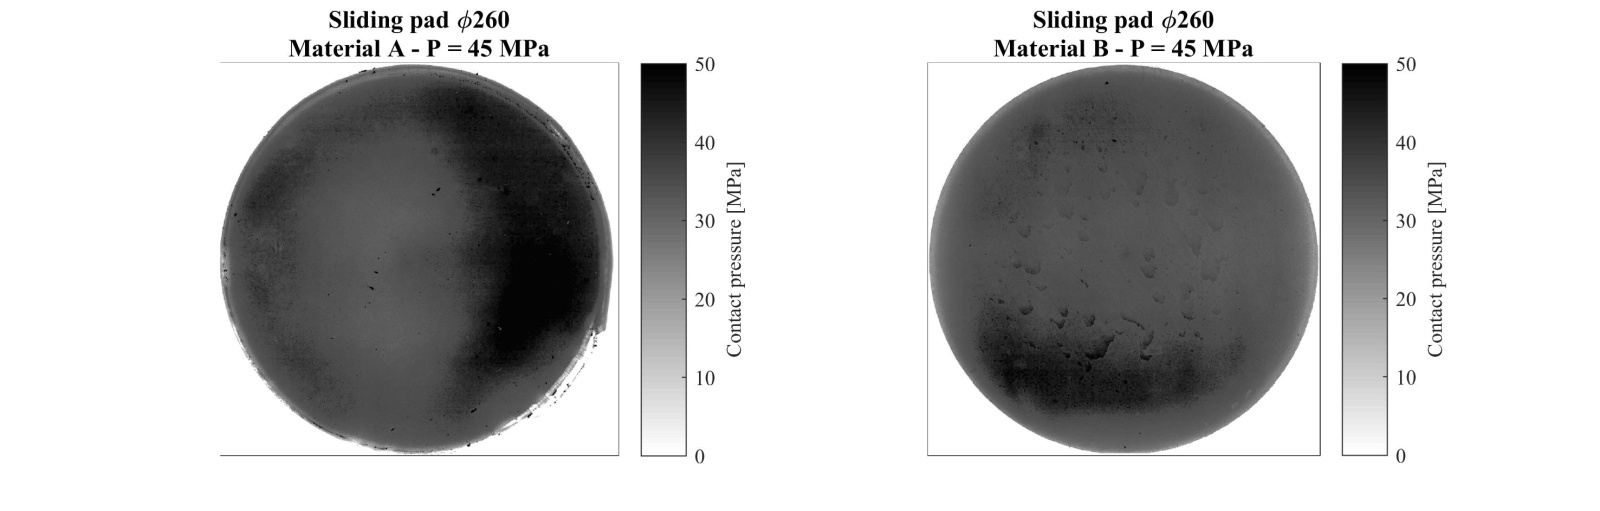 Sliding pad ϕ260
Material A - P = 45 MPa
50
40
30
20
10
0
Contact pressure [MPa]
Sliding pad ϕ260
Material B - P = 45 MPa
50
40
30
20
10
0
Contact pressure [MPa]